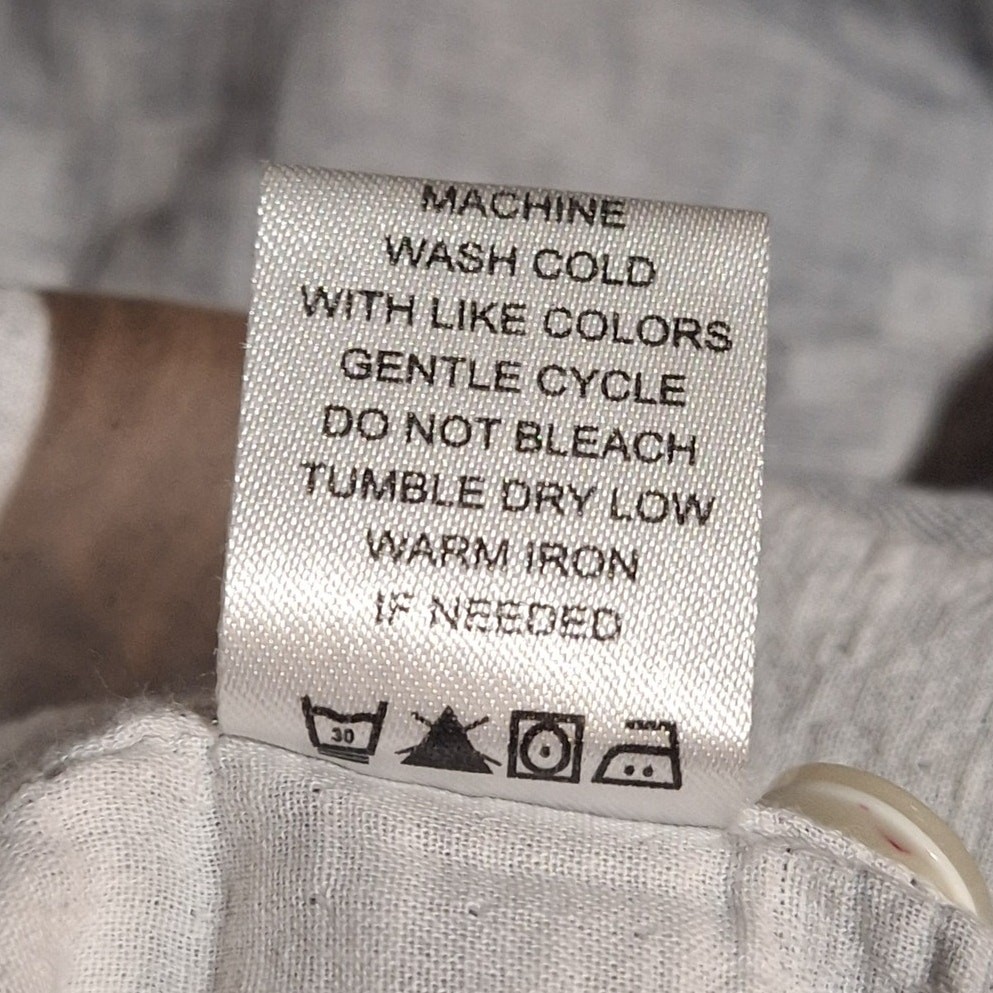 MACHINE
WASH COLD
WITH LIKE COLORS
GENTLE CYCLE
DO NOT BLEACH
TUMBLE DRY LOW
WARM IRON
IF NEEDED
30